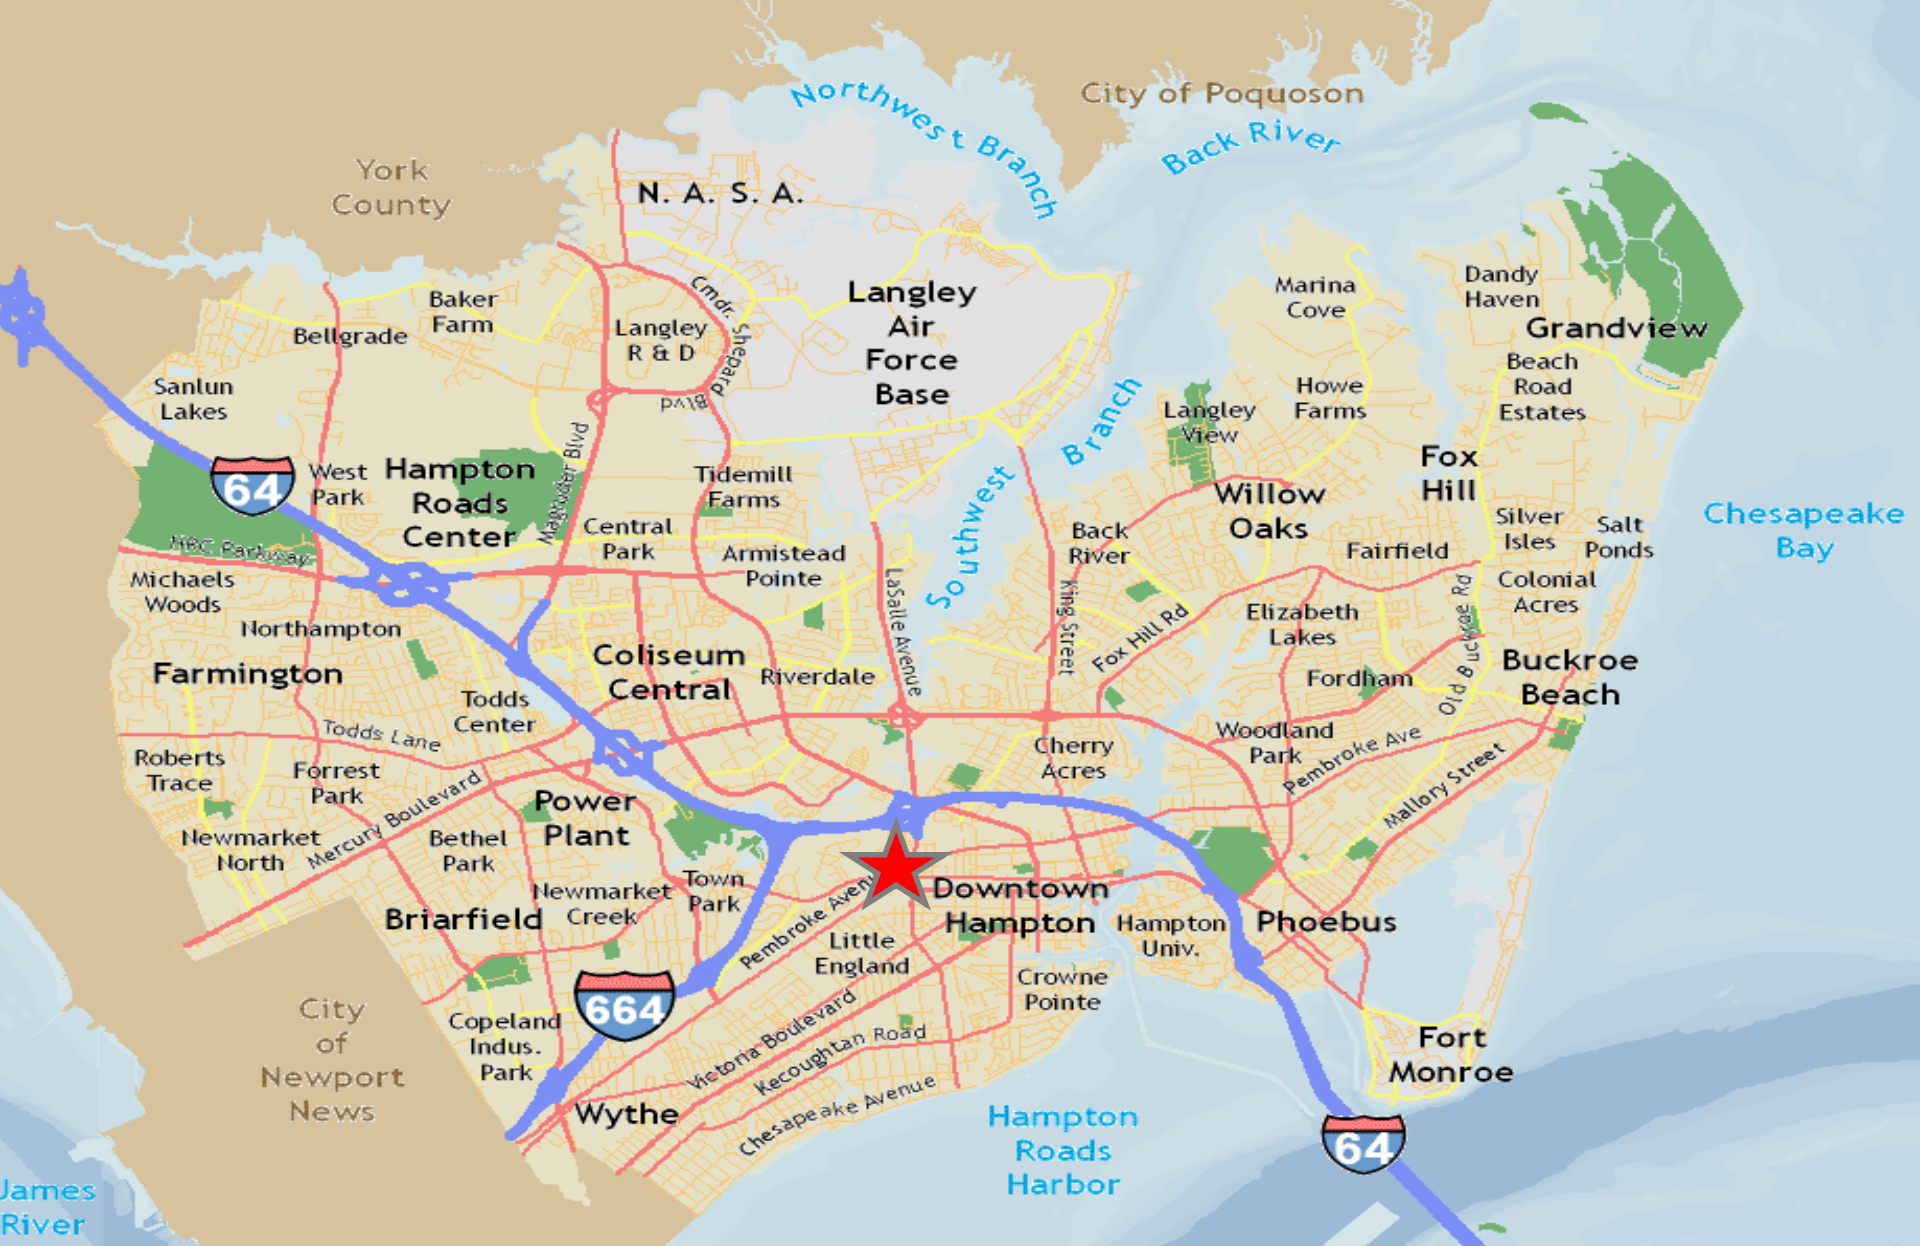 Northwest Branch
City of Poquoson
Back River
York
County
N. A. S. A.
Cmdr. Shepard
Blvd
Langley
Air
Force
Base
Marina
Cove
Dandy
Haven
Grandview
Baker
Farm
Bellgrade
Langley
R & D
Beach
Road
Estates
Sanlun
Lakes
Howe
Farms
Langley
View
Southwest Branch
64
West
Park
Hampton
Roads
Center
Magruder Blvd
Tidemill
Farms
Fox
Hill
Willow
Oaks
Chesapeake
Bay
Central
Park
Armistead
Pointe
Back
River
Fairfield
Silver
Isles
Salt
Ponds
HRC Parkway
Michaels
Woods
LaSalle Avenue
King Street
Fox Hill Rd
Elizabeth
Lakes
Old Buckroe Rd
Colonial
Acres
Northampton
Farmington
Coliseum
Central
Riverdale
Fordham
Buckroe
Beach
Todds
Center
Todds Lane
Roberts
Trace
Forrest
Park
Cherry
Acres
Woodland
Park
Pembroke Ave
Mallory Street
Mercury Boulevard
Power
Plant
Newmarket
North
Bethel
Park
Newmarket
Creek
Town
Park
Briarfield
Pembroke Avenu
Downtown
Hampton
Hampton
Univ.
Phoebus
Little
England
Crowne
Pointe
664
City
of
Newport
News
Copeland
Indus.
Park
Victoria Boulevard
Kecoughtan Road
Chesapeake Avenue
Wythe
Fort
Monroe
Hampton
Roads
Harbor
64
James
River